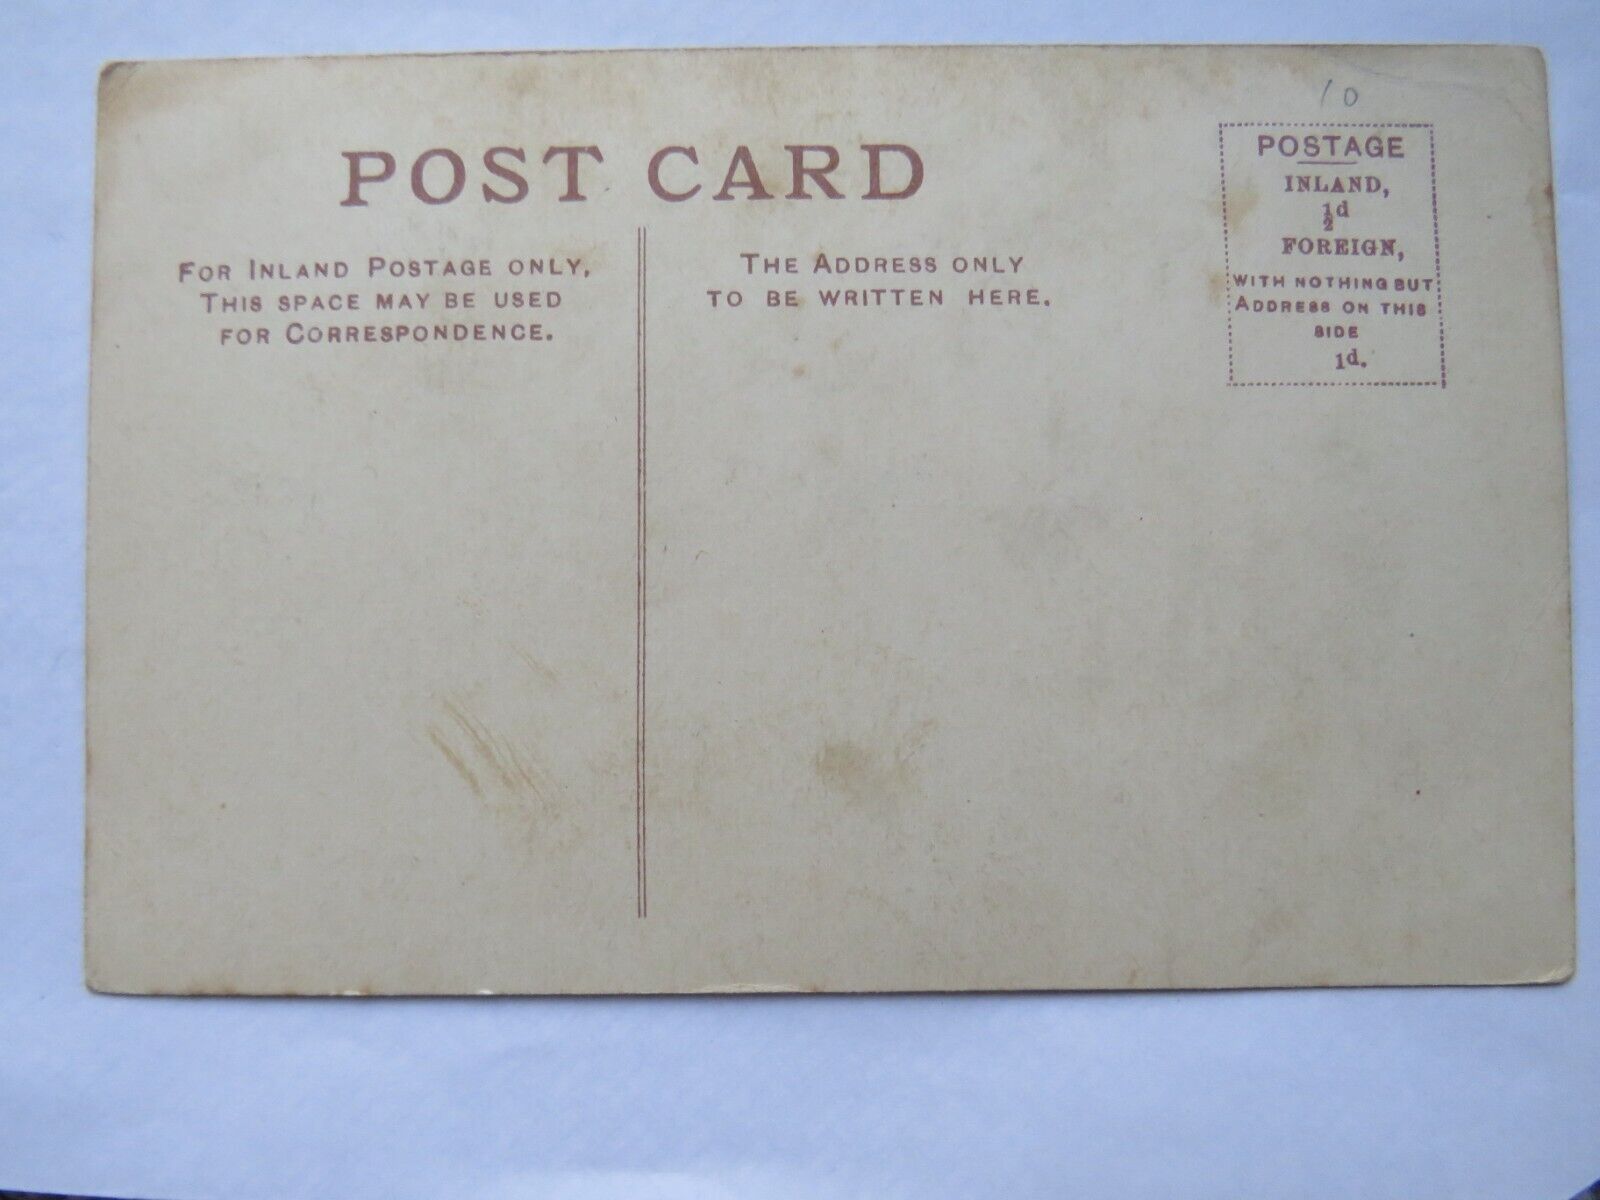 10
POST CARD
FOR INLAND POSTAGE ONLY,
THIS SPACE MAY BE USED
FOR CORRESPONDENCE.
THE ADDRESS ONLY
TO BE WRITTEN HERE.
POSTAGE
INLAND,
½d
FOREIGN,
WITH NOTHING BUT
ADDRESS ON THIS
SIDE
1d.